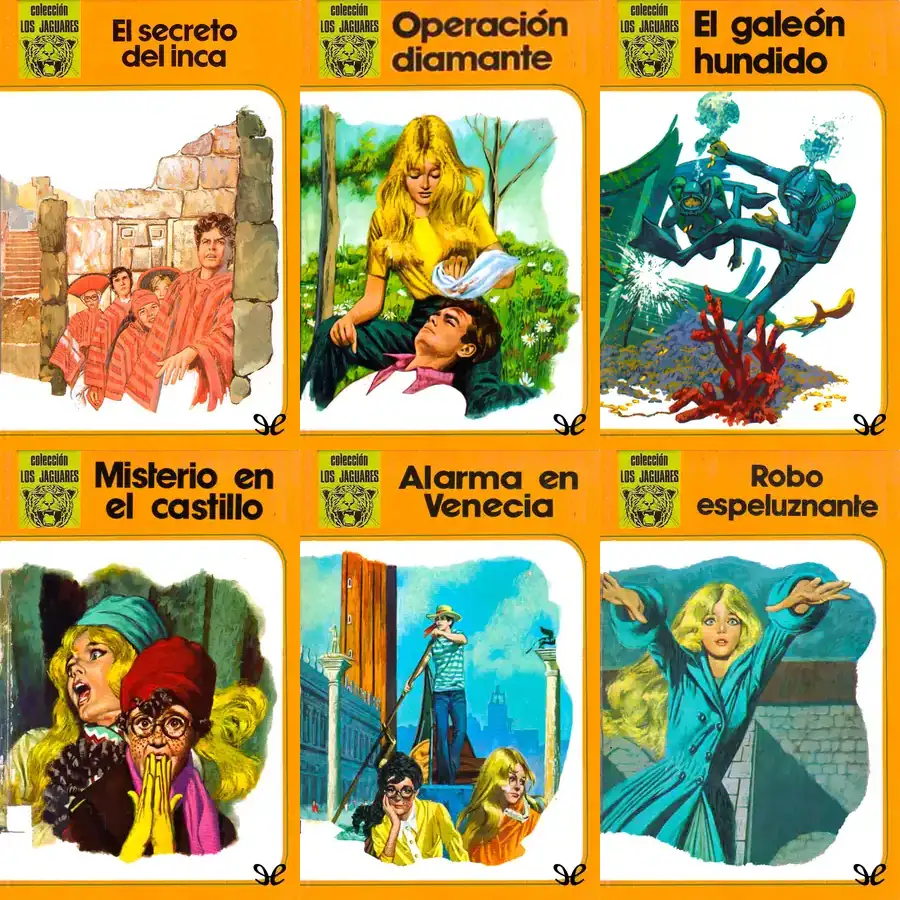 colección
LOS JAGUARES
El secreto
del inca
colección
LOS JAGUARES
Operación
diamante
colección
LOS JAGUARES
El galeón
hundido
colección
LOS JAGUARES
Misterio en
el castillo
colección
LOS JAGUARES
Alarma en
Venecia
colección
LOS JAGUARES
Robo
espeluznante